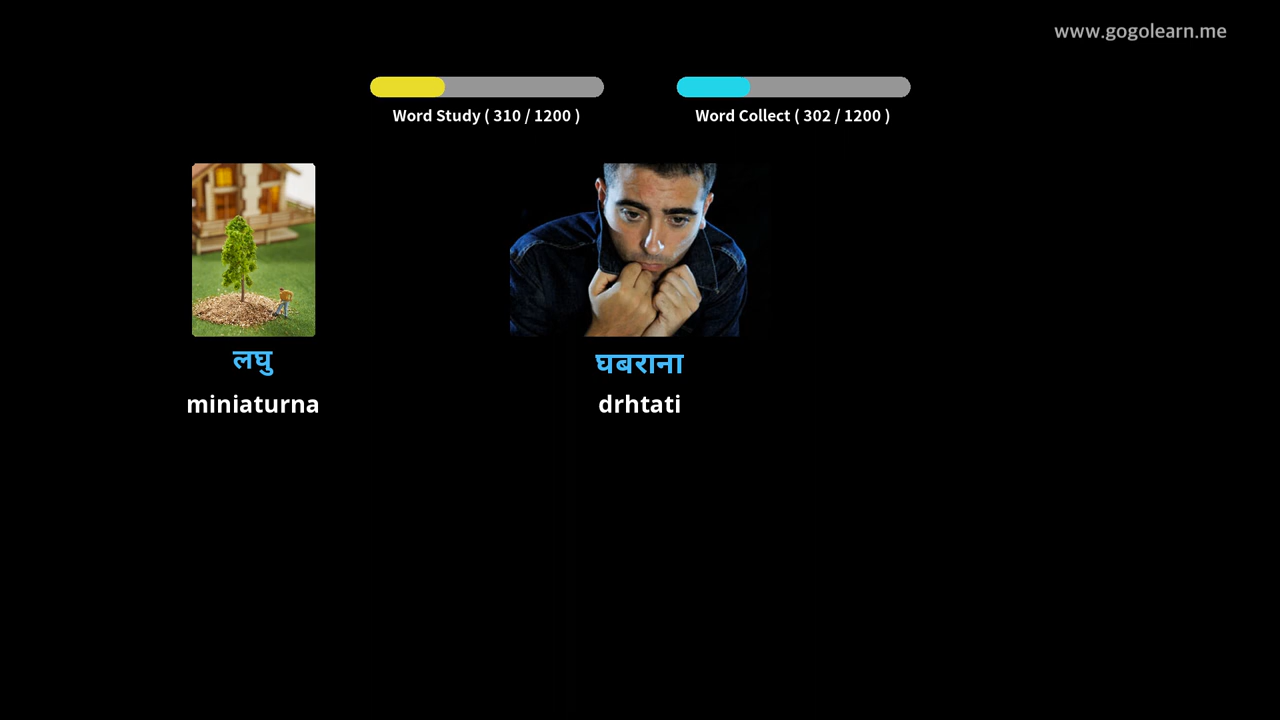 www.gogolearn.me
Word Study ( 310 / 1200 )
Word Collect ( 302 / 1200 )
लघु
घबराना
miniaturna
drhtati